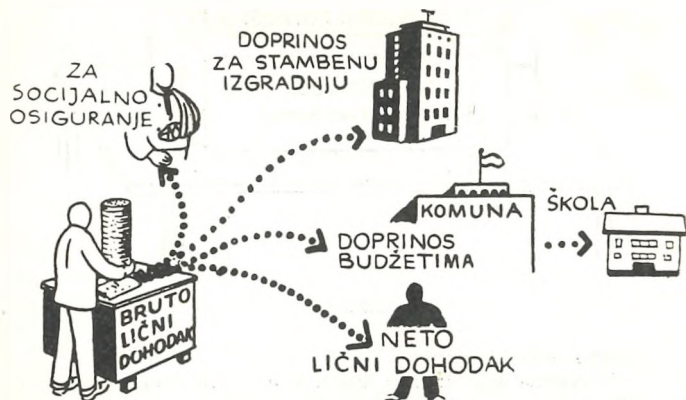 ZA
SOCIJALNO
OSIGURANJE
DOPRINOS
ZA STAMBENU
IZGRADNJU
KOMUNA
ŠKOLA
DOPRINOS
BUDŽETIMA
BRUTO
LIČNI
DOHODAK
NETO
LIČNI DOHODAK